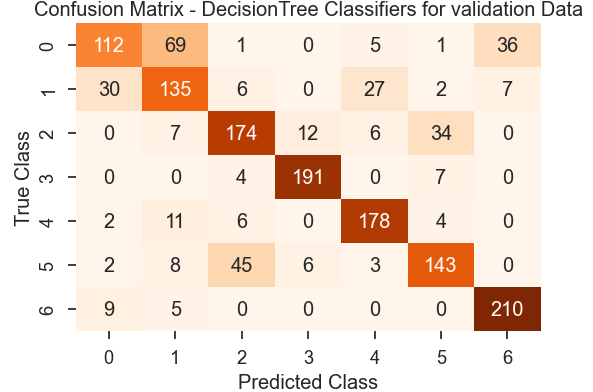 Confusion Matrix - DecisionTree Classifiers for validation Data
0 112 69 1 0 5 1 36
1 30 135 6 0 27 2 7
2 0 7 174 12 6 34 0
3 0 0 4 191 0 7 0
4 2 11 6 0 178 4 0
5 2 8 45 6 3 143 0
6 9 5 0 0 0 0 210
0 1 2 3 4 5 6
True Class
Predicted Class